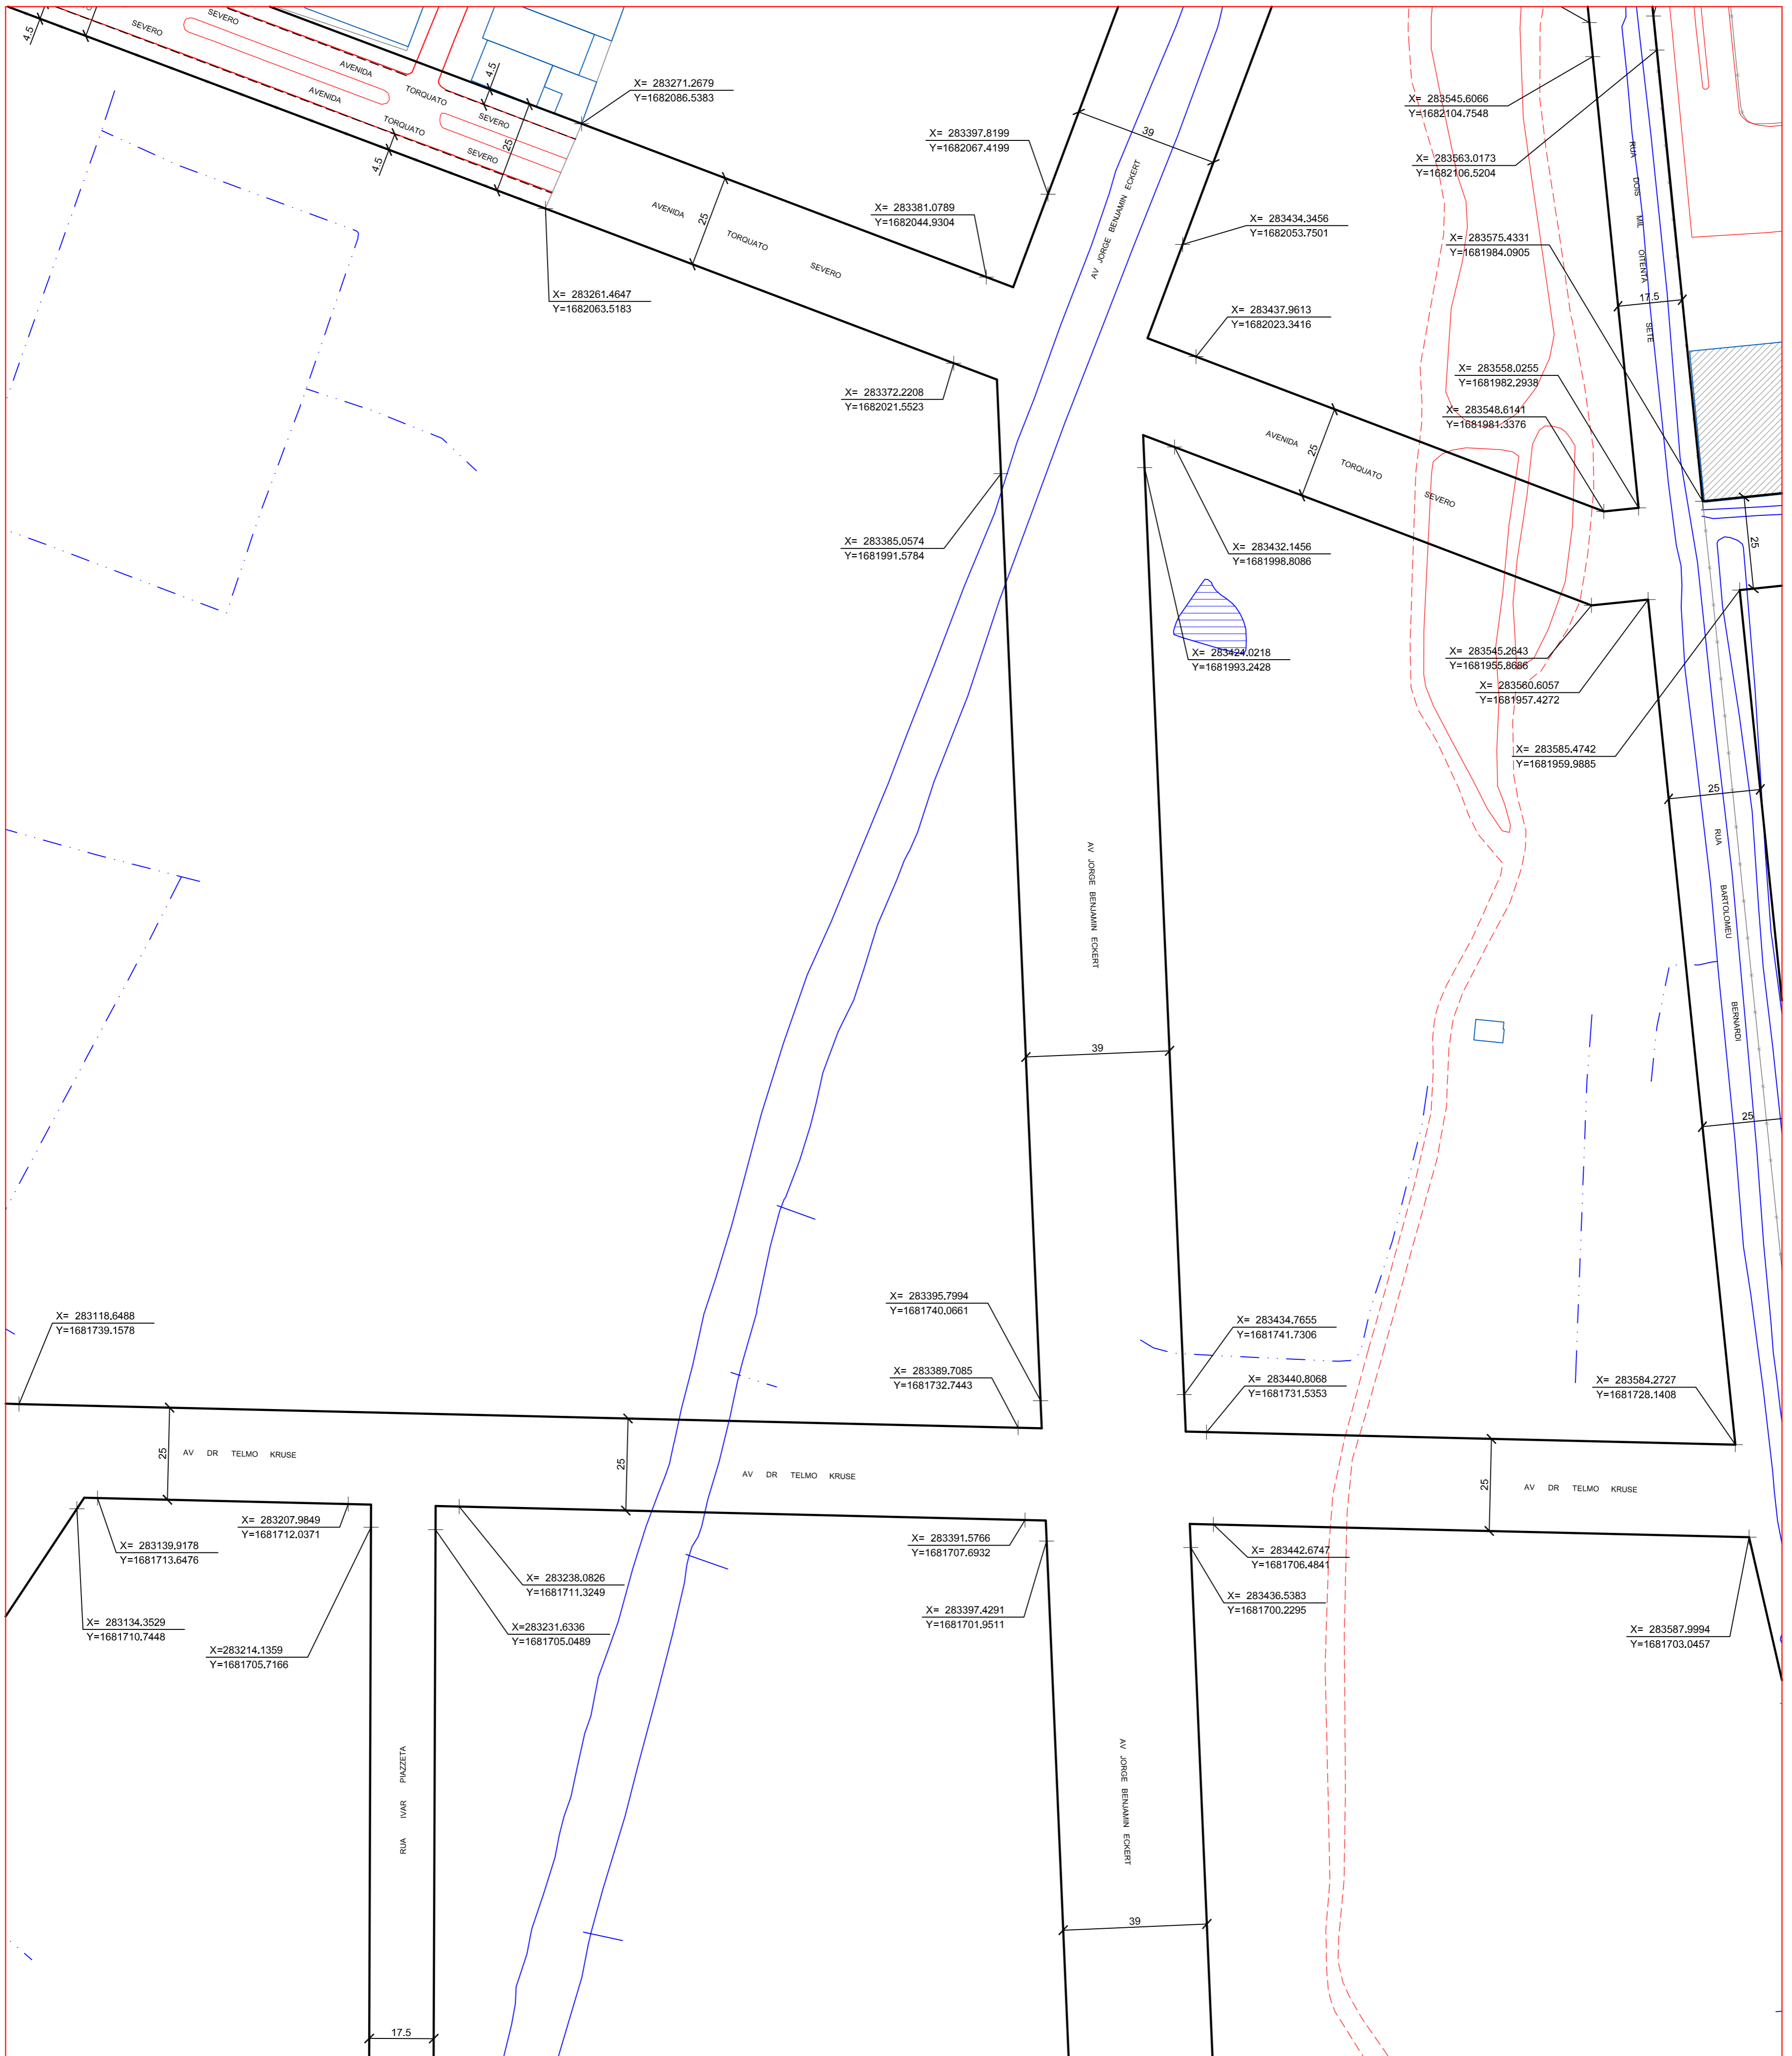 SEVERO
SEVERO
4.5
AVENIDA
TORQUATO
SEVERO
4.5
AVENIDA
TORQUATO
SEVERO
4.5
25
X= 283271.2679
Y=1682086.5383
X= 283397.8199
Y=1682067.4199
39
X= 283545.6066
Y=1682104.7548
X= 283563.0173
Y=1682106.5204
AVENIDA
TORQUATO
SEVERO
25
X= 283381.0789
Y=1682044.9304
AV JORGE BENJAMIN ECKERT
X= 283434.3456
Y=1682053.7501
X= 283575.4331
Y=1681984.0905
RUA DOIS MIL OITENTA SETE
17.5
X= 283261.4647
Y=1682063.5183
X= 283437.9613
Y=1682023.3416
X= 283372.2208
Y=1682021.5523
X= 283558.0255
Y=1681982.2938
X= 283548.6141
Y=1681981.3376
AVENIDA
TORQUATO
SEVERO
25
X= 283385.0574
Y=1681991.5784
X= 283432.1456
Y=1681998.8086
25
X= 283424.0218
Y=1681993.2428
X= 283545.2643
Y=1681955.8686
X= 283560.6057
Y=1681957.4272
X= 283585.4742
Y=1681959.9885
25
RUA BARTOLOMEU BERNARDI
AV JORGE BENJAMIN ECKERT
39
25
X= 283118.6488
Y=1681739.1578
X= 283395.7994
Y=1681740.0661
X= 283434.7655
Y=1681741.7306
X= 283389.7085
Y=1681732.7443
X= 283440.8068
Y=1681731.5353
X= 283584.2727
Y=1681728.1408
25
AV DR TELMO KRUSE
25
AV DR TELMO KRUSE
25
AV DR TELMO KRUSE
X= 283207.9849
Y=1681712.0371
X= 283139.9178
Y=1681713.6476
X= 283391.5766
Y=1681707.6932
X= 283442.6747
Y=1681706.4841
X= 283238.0826
Y=1681711.3249
X= 283436.5383
Y=1681700.2295
X= 283134.3529
Y=1681710.7448
X=283231.6336
Y=1681705.0489
X= 283397.4291
Y=1681701.9511
X= 283587.9994
Y=1681703.0457
X=283214.1359
Y=1681705.7166
RUA IVAR PIAZZETA
AV JORGE BENJAMIN ECKERT
39
17.5